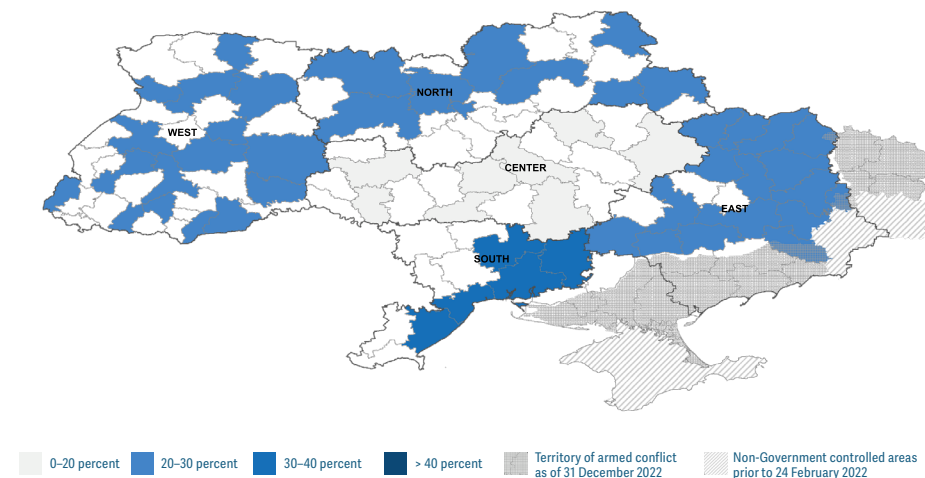 NORTH
WEST
CENTER
EAST
SOUTH
0–20 percent
20–30 percent
30–40 percent
> 40 percent
Territory of armed conflict
as of 31 December 2022
Non-Government controlled areas
prior to 24 February 2022